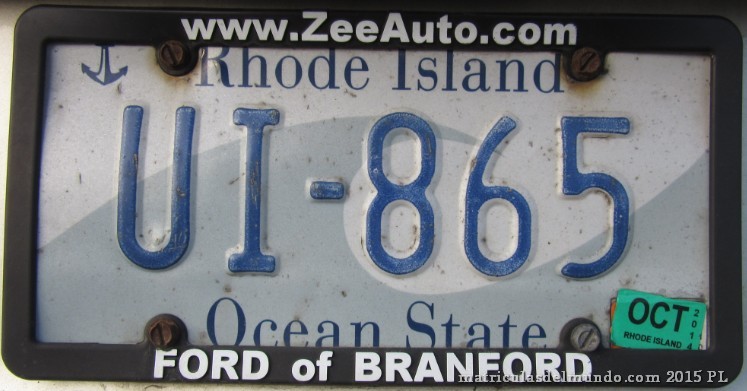 www.ZeeAuto.com
Rhode Island
UI-865
OCT
2014
RHODE ISLAND
Ocean State
FORD of BRANFORD
matriculasdelmundo.com 2015 PL